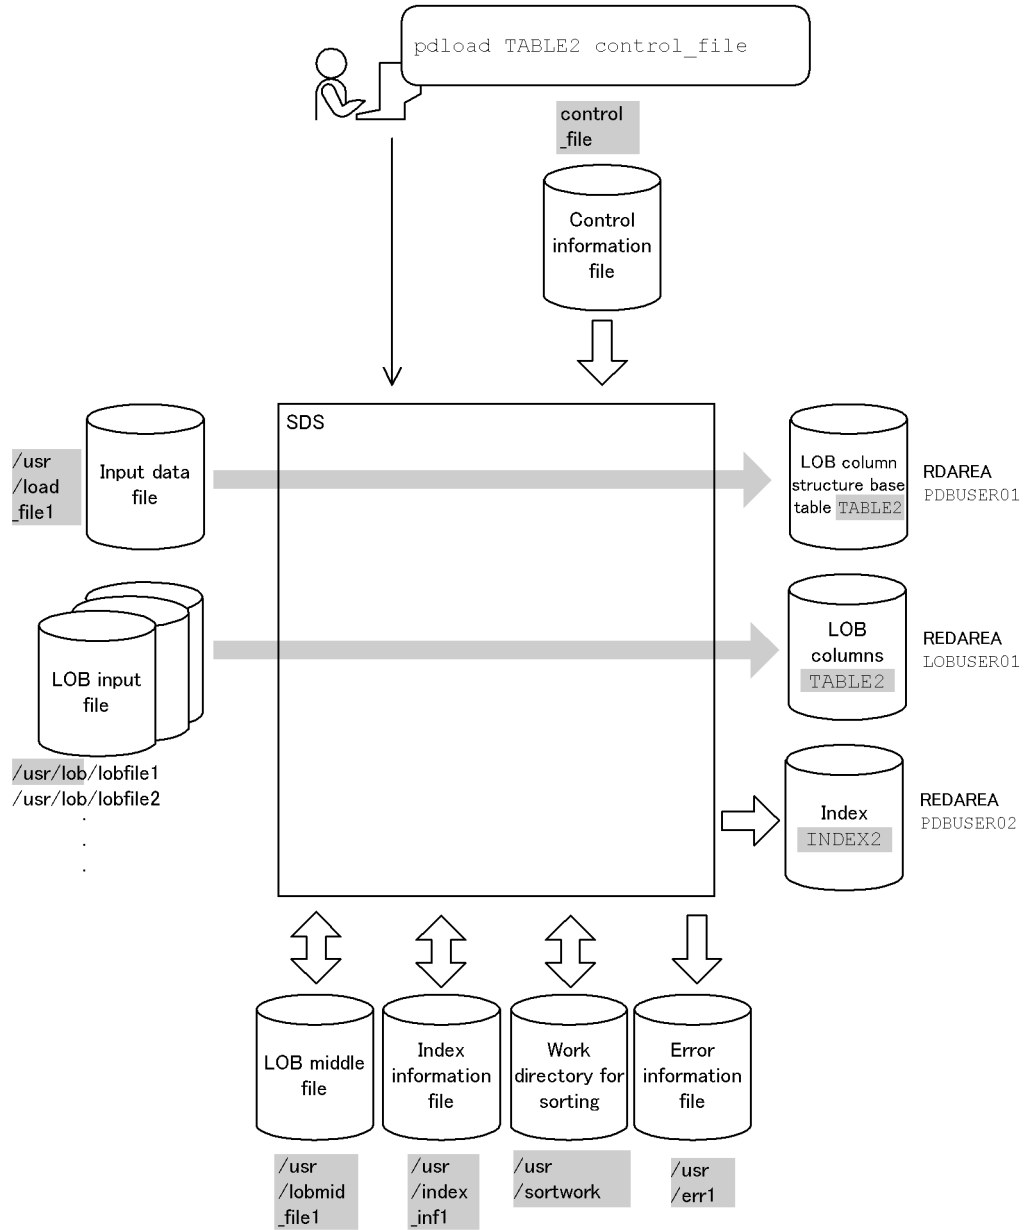 pdload TABLE2 control_file
control
_file
Control
information
file
SDS
/usr
/load
_file1
Input data
file
LOB column
structure base
table TABLE2
RDAREA
PDBUSER01
LOB input
file
/usr/lob/lobfile1
/usr/lob/lobfile2
.
.
.
LOB
columns
TABLE2
REDAREA
LOBUSER01
Index
INDEX2
REDAREA
PDBUSER02
LOB middle
file
Index
information
file
Work
directory for
sorting
Error
information
file
/usr
/lobmid
_file1
/usr
/index
_inf1
/usr
/sortwork
/usr
/err1